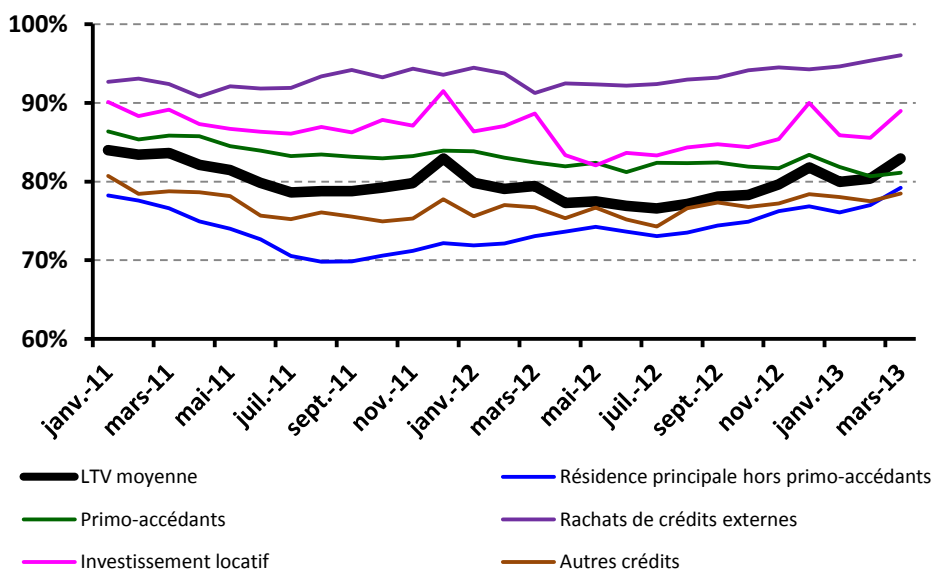 100%
90%
80%
70%
60%
janv.-11
mars-11
mai-11
juil.-11
sept.-11
nov.-11
janv.-12
mars-12
mai-12
juil.-12
sept.-12
nov.-12
janv.-13
mars-13
LTV moyenne
Résidence principale hors primo-accédants
Primo-accédants
Rachats de crédits externes
Investissement locatif
Autres crédits